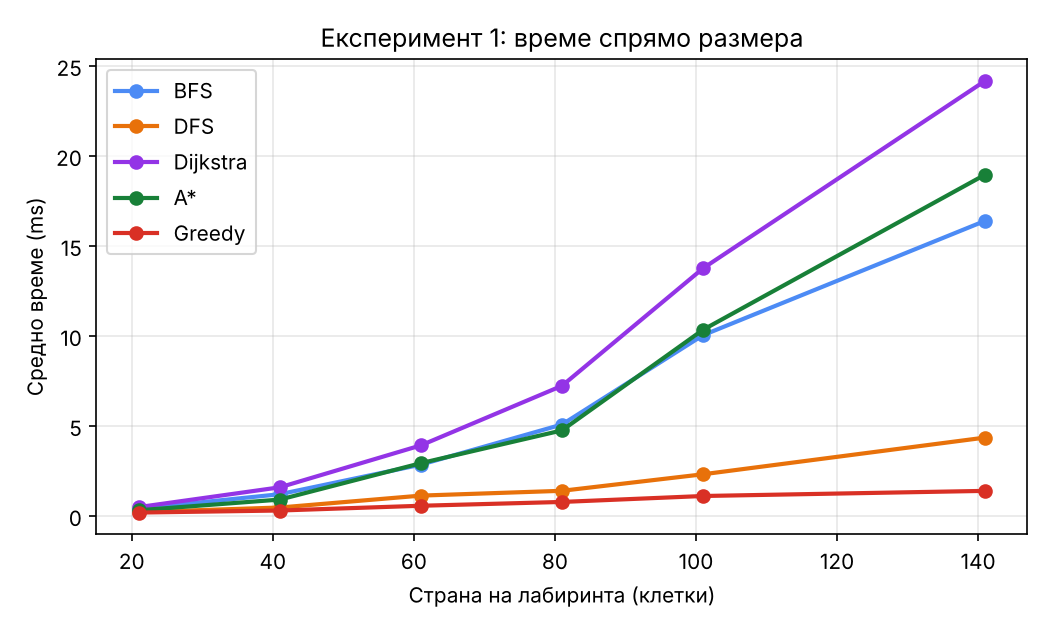 Експеримент 1: време спрямо размера
BFS
DFS
Dijkstra
A*
Greedy
Средно време (ms)
25
20
15
10
5
0
20 40 60 80 100 120 140
Страна на лабиринта (клетки)